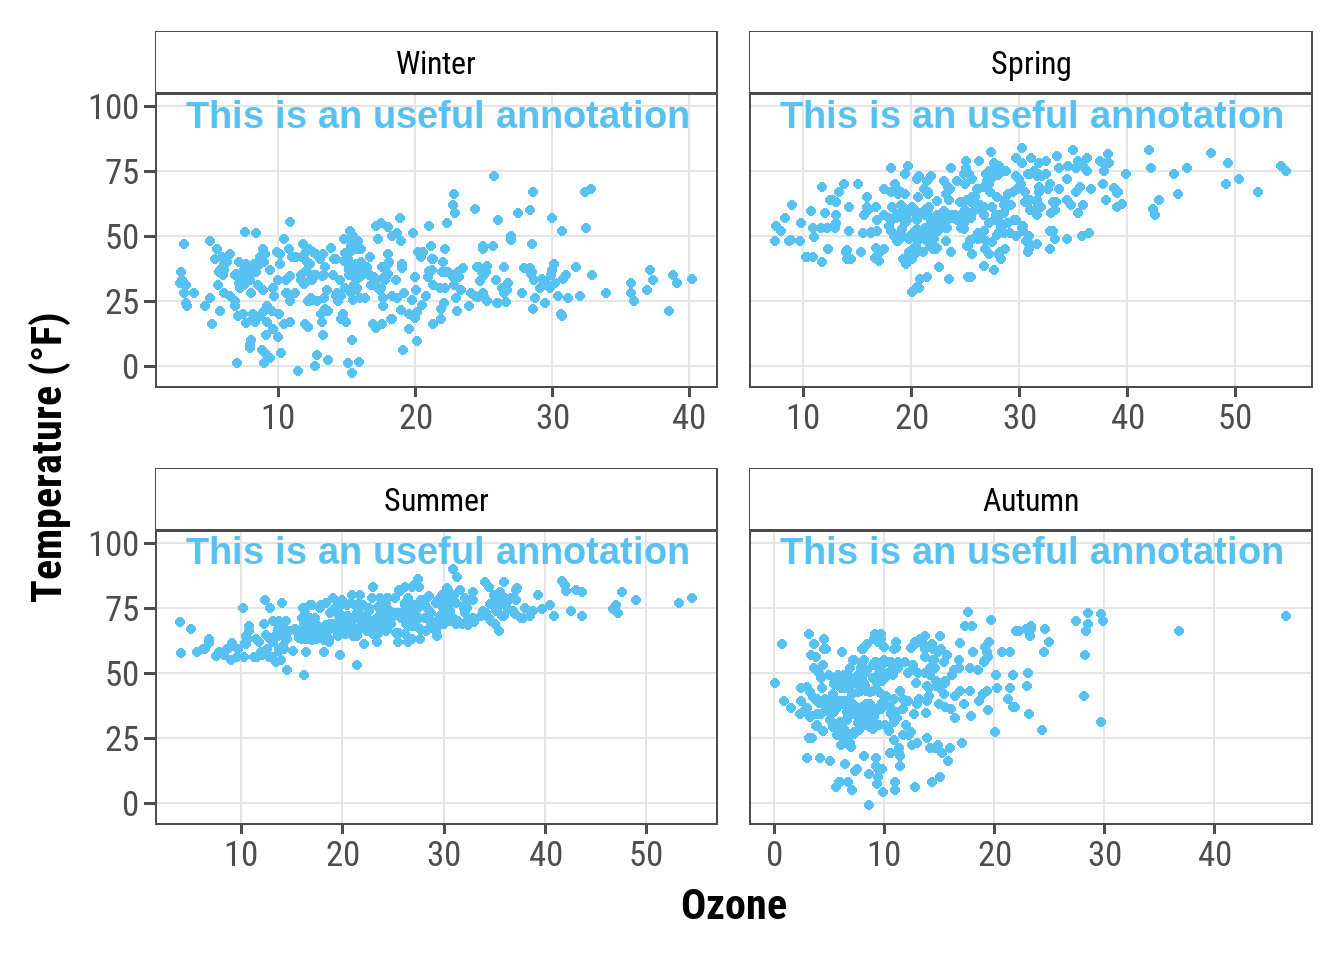 Winter
Spring
This is an useful annotation
This is an useful annotation
100
75
50
25
0
10 20 30 40
10 20 30 40 50
Temperature (°F)
Summer
Autumn
This is an useful annotation
This is an useful annotation
100
75
50
25
0
10 20 30 40 50
0 10 20 30 40
Ozone